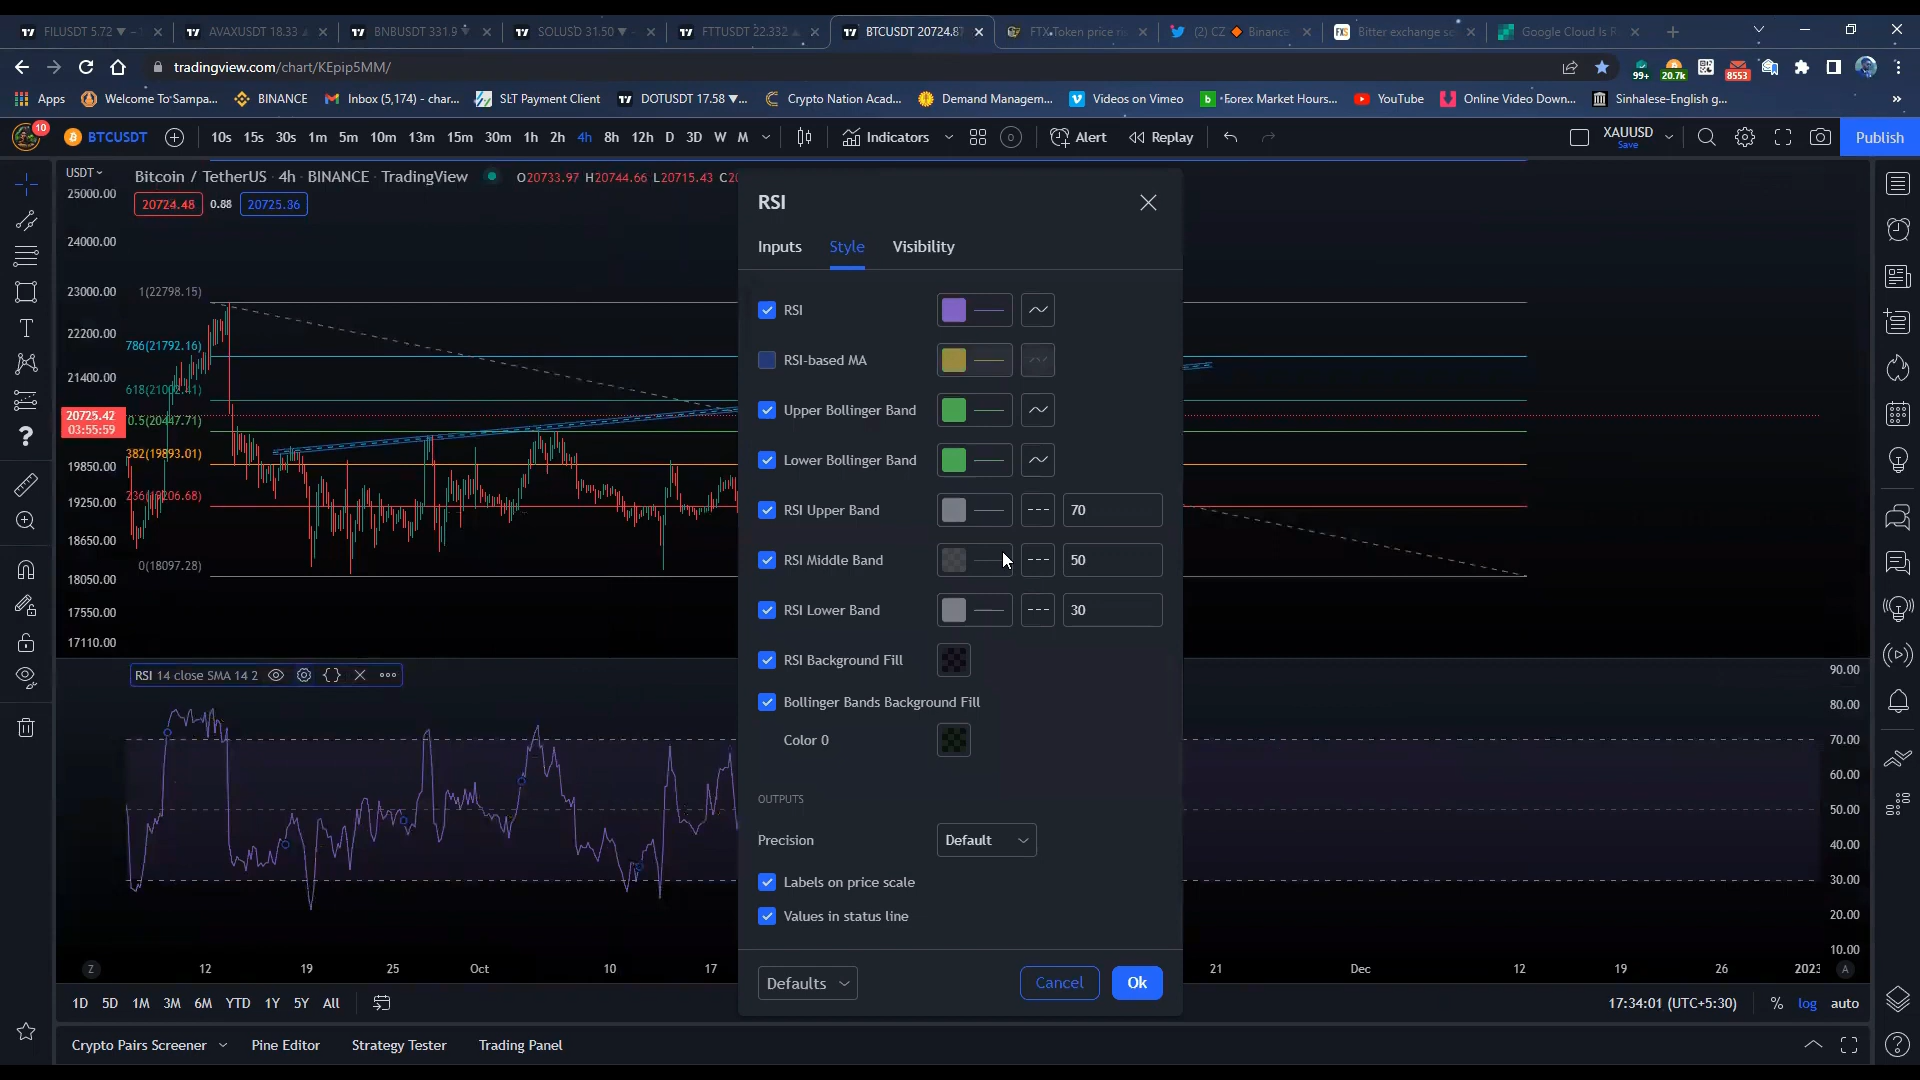 FILUSDT 5.72
AVAXUSDT 18.33
BNBUSDT 331.9
SOLUSD 31.50
FTTUSDT 22.332
BTCUSDT 20724.87
FTX Token price
(2) CZ Binance
Bitter exchange
Google Cloud Is
tradingview.com/chart/KEpip5MM/
99+
20.7k
8553
Apps
Welcome To Sampa...
BINANCE
Inbox (5,174) - char...
SLT Payment Client
DOTUSDT 17.58 ▼...
Crypto Nation Acad...
Demand Managem...
Videos on Vimeo
Forex Market Hours...
YouTube
Online Video Down...
Sinhalese-English g...
»
10
BTCUSDT
10s 15s 30s 1m 5m 10m 13m 15m 30m 1h 2h 4h 8h 12h D 3D W M
Indicators
Alert
Replay
XAUUSD
Save
Publish
USDT
Bitcoin / TetherUS · 4h · BINANCE · TradingView
O20733.97 H20744.66 L20715.43
20724.48 0.88 20725.36
25000.00
24000.00
23000.00
22200.00
21400.00
20725.42
03:55:59
19850.00
19250.00
18650.00
18050.00
17550.00
17110.00
1(22798.15)
786(21792.16)
0.5(20447.71)
382(19893.01)
236(19206.68)
0(18097.28)
RSI
Inputs Style Visibility
RSI
RSI-based MA
Upper Bollinger Band
Lower Bollinger Band
RSI Upper Band 70
RSI Middle Band 50
RSI Lower Band 30
RSI Background Fill
Bollinger Bands Background Fill
Color 0
OUTPUTS
Precision Default
Labels on price scale
Values in status line
Defaults Cancel Ok
RSI 14 close SMA 14 2
90.00
80.00
70.00
60.00
50.00
40.00
30.00
20.00
10.00
Z 12 19 25 Oct 10 17 21 Dec 12 19 26 2023 A
1D 5D 1M 3M 6M YTD 1Y 5Y All
17:34:01 (UTC+5:30) % log auto
Crypto Pairs Screener Pine Editor Strategy Tester Trading Panel